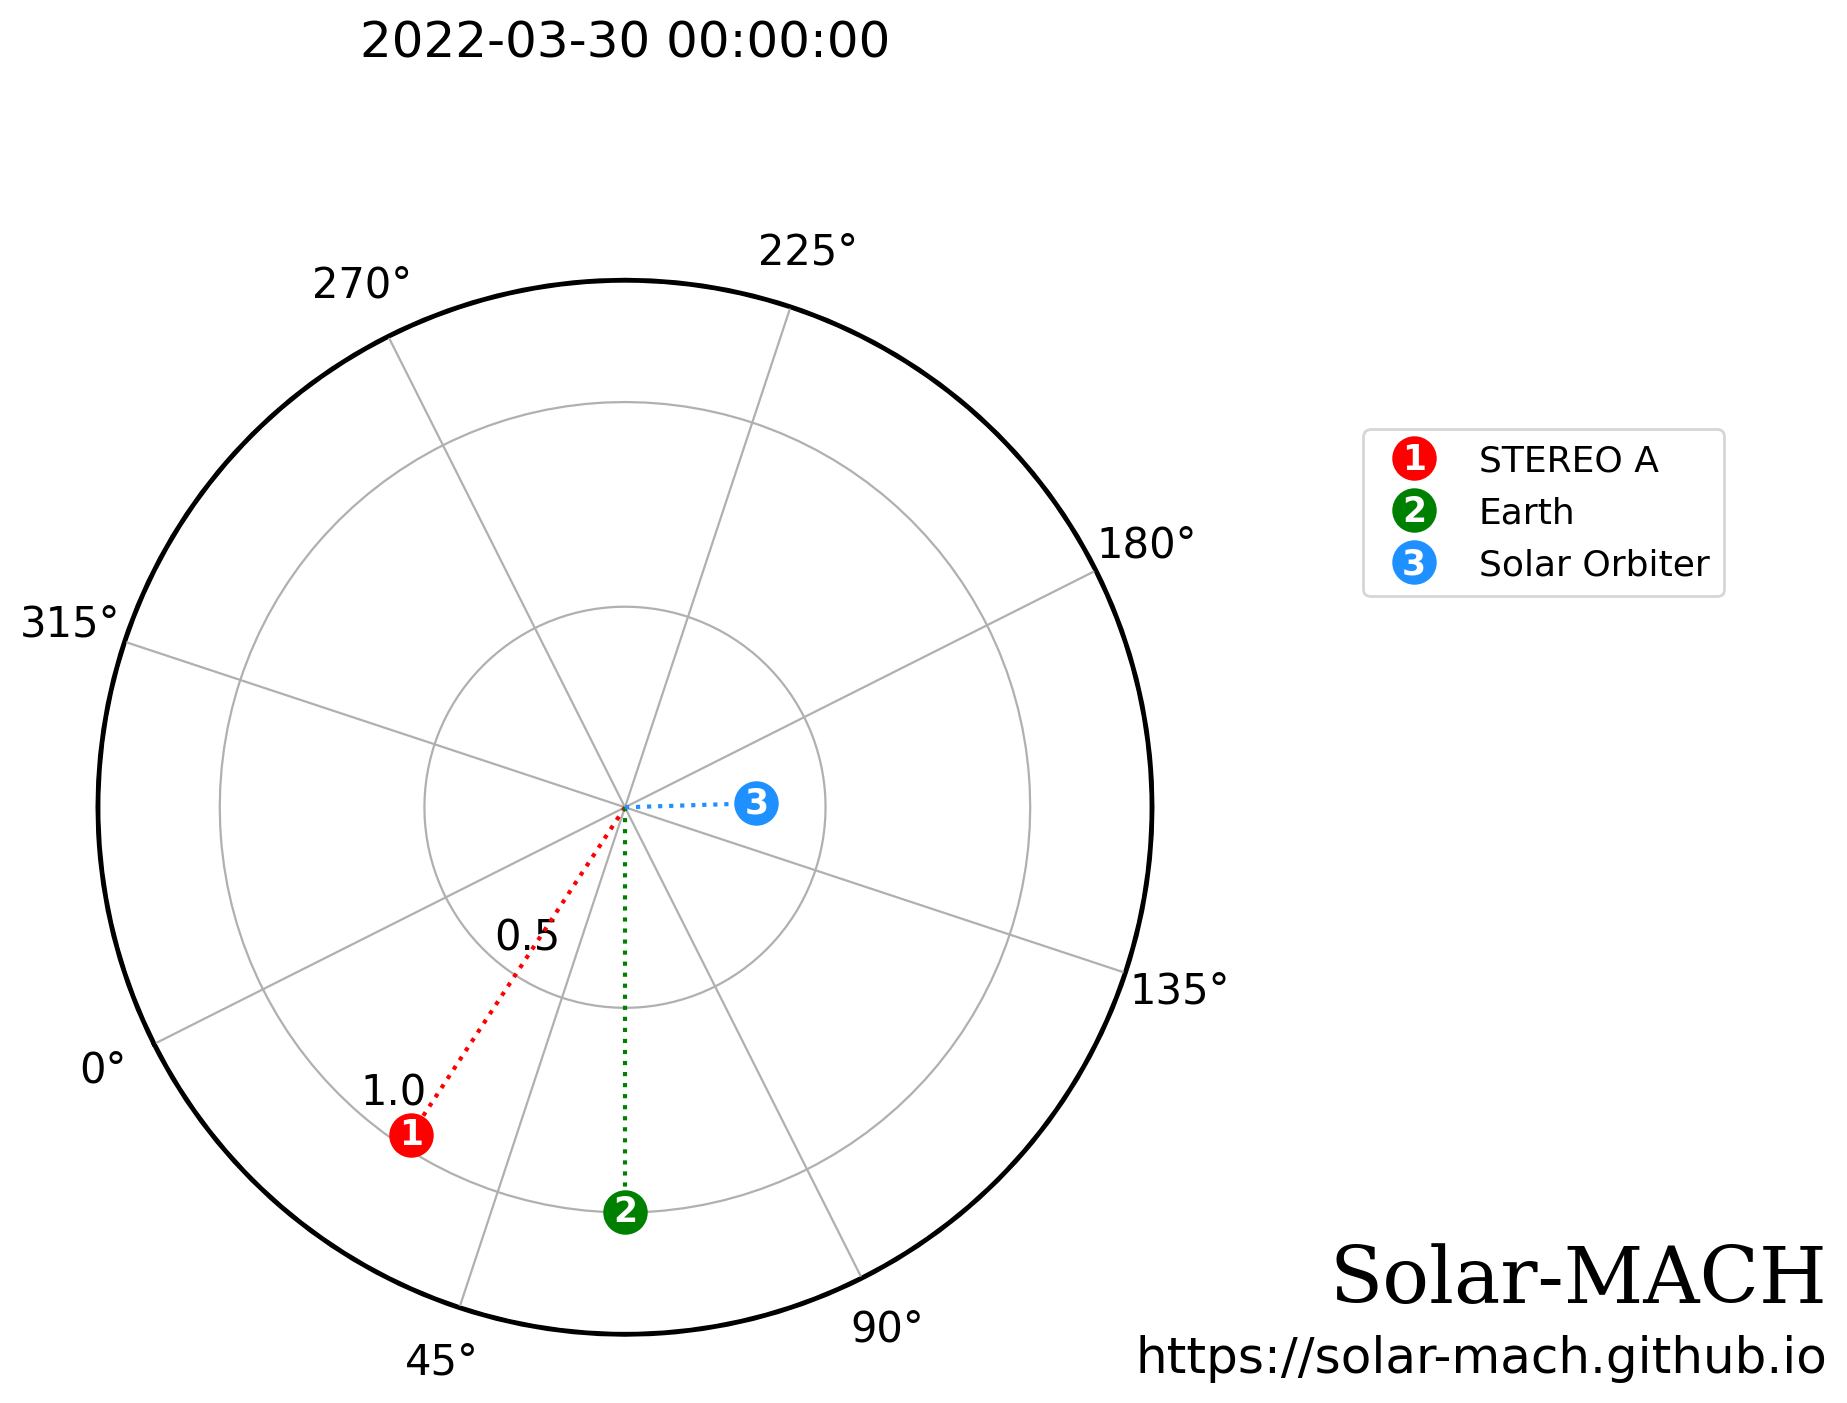 2022-03-30 00:00:00
225°
270°
180°
315°
135°
0°
45°
90°
0.5
1.0
1 STEREO A
2 Earth
3 Solar Orbiter
3
1
2
Solar-MACH
https://solar-mach.github.io